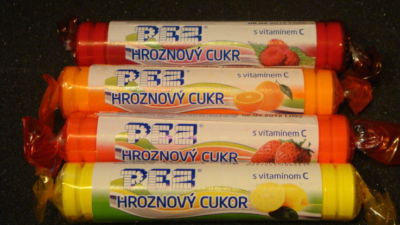 PEZ
HROZNOVÝ CUKR
s vitamínem C
PEZ
HROZNOVÝ CUKR
s vitamínem C
PEZ
HROZNOVÝ CUKR
s vitamínem C
PEZ
HROZNOVÝ CUKOR
s vitamínom C